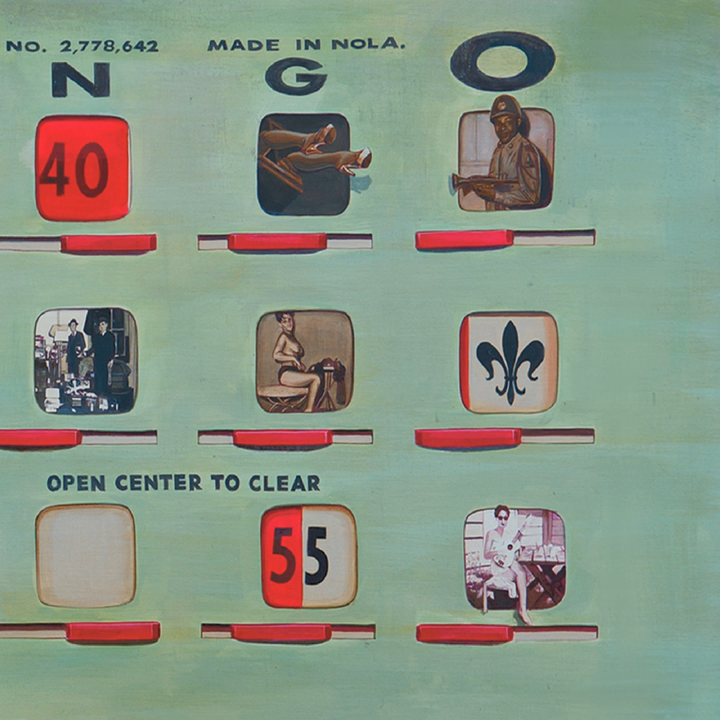 NO. 2,778,642 MADE IN NOLA.
N G O
40
OPEN CENTER TO CLEAR
55